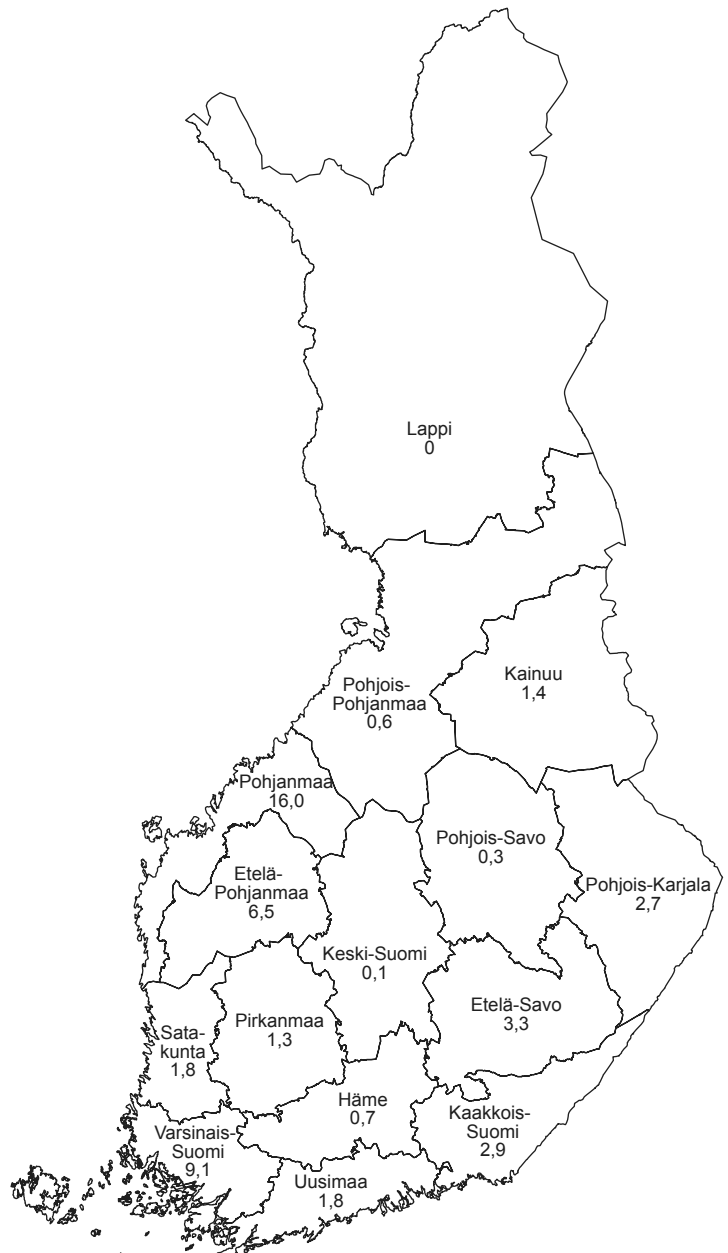 Lappi
0
Kainuu
1,4
Pohjois-
Pohjanmaa
0,6
Pohjanmaa
16,0
Pohjois-Savo
0,3
Etelä-
Pohjanmaa
6,5
Pohjois-Karjala
2,7
Keski-Suomi
0,1
Etelä-Savo
3,3
Pirkanmaa
1,3
Sata-
kunta
1,8
Häme
0,7
Kaakkois-
Suomi
2,9
Varsinais-
Suomi
9,1
Uusimaa
1,8